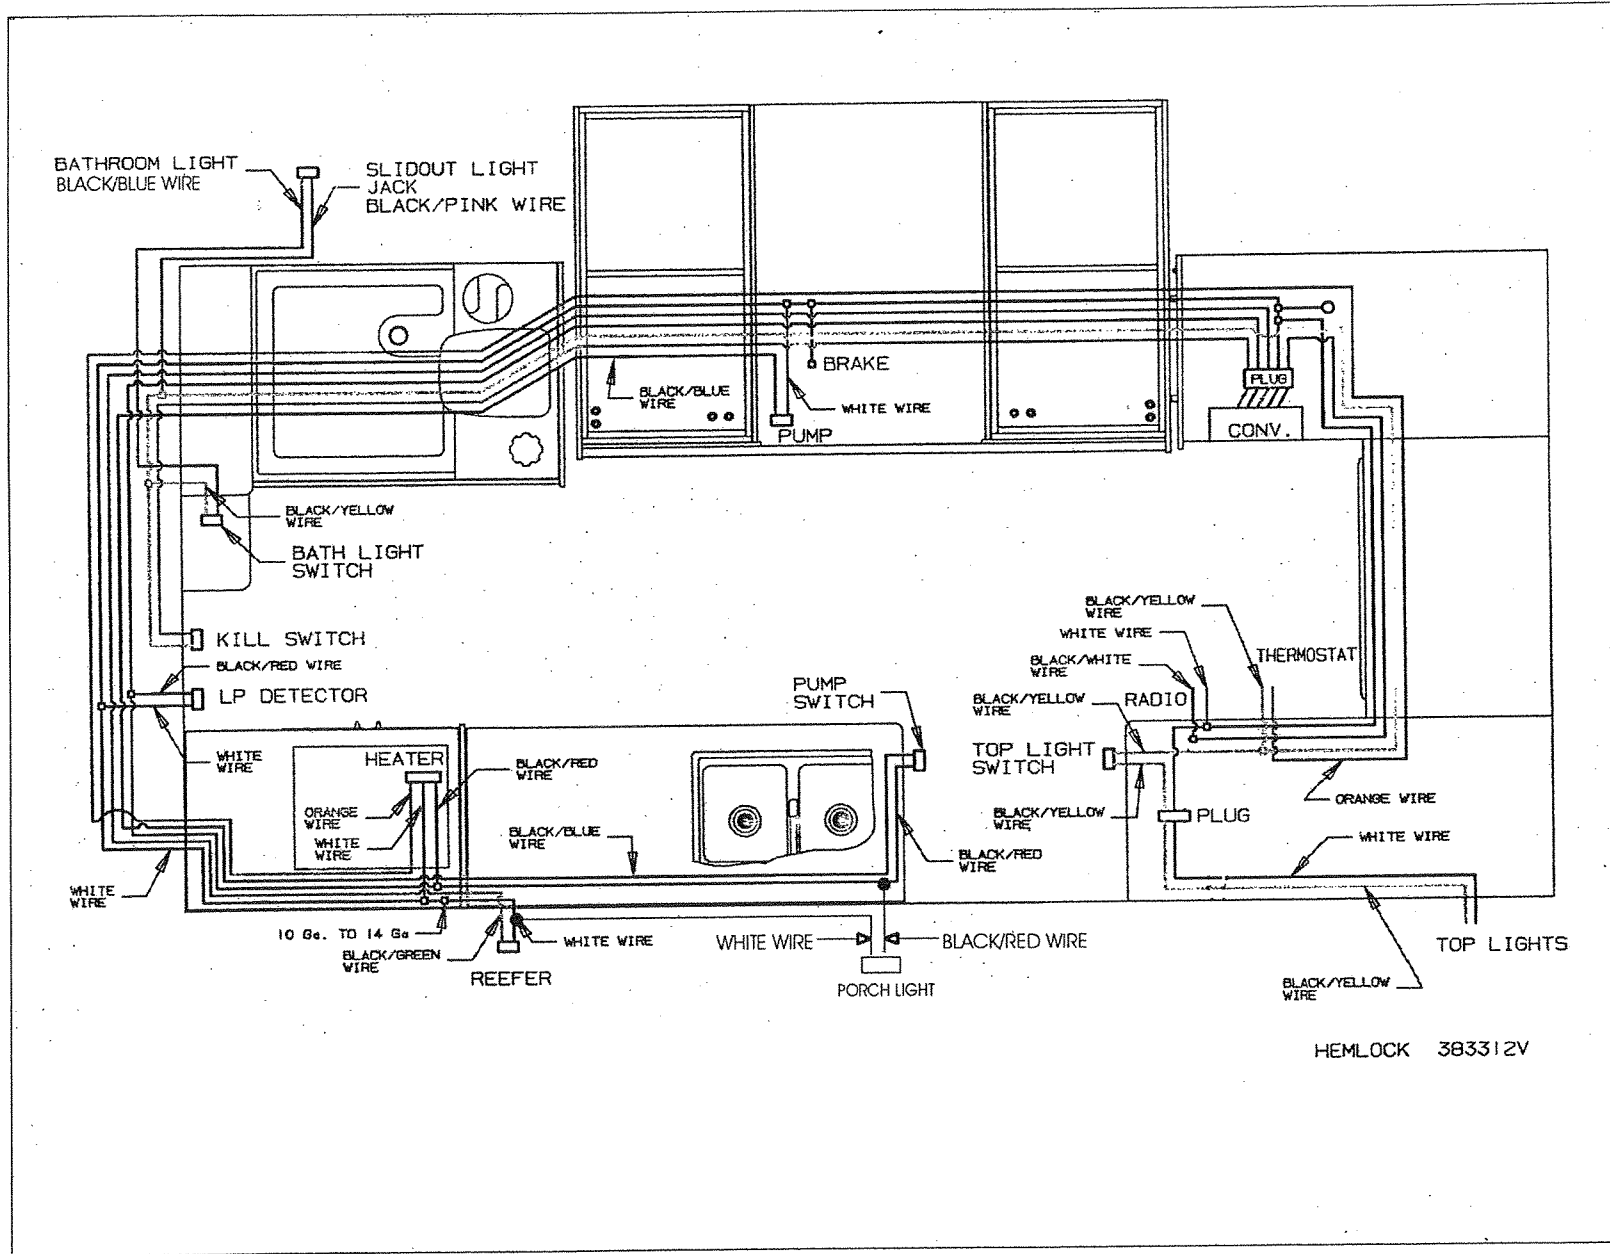 BATHROOM LIGHT
BLACK/BLUE WIRE
SLIDOUT LIGHT
JACK
BLACK/PINK WIRE
BRAKE
BLACK/BLUE
WIRE
WHITE WIRE
PUMP
PLUG
CONV.
BLACK/YELLOW
WIRE
BATH LIGHT
SWITCH
KILL SWITCH
BLACK/RED WIRE
LP DETECTOR
WHITE
WIRE
BLACK/YELLOW
WIRE
WHITE WIRE
BLACK/WHITE
WIRE
THERMOSTAT
PUMP
SWITCH
BLACK/YELLOW
WIRE
RADIO
TOP LIGHT
SWITCH
HEATER
BLACK/RED
WIRE
ORANGE
WIRE
WHITE
WIRE
BLACK/BLUE
WIRE
BLACK/YELLOW
WIRE
PLUG
ORANGE WIRE
WHITE WIRE
BLACK/RED
WIRE
WHITE
WIRE
10 Ga. TO 14 Ga
BLACK/GREEN
WIRE
WHITE WIRE
REEFER
WHITE WIRE
BLACK/RED WIRE
PORCH LIGHT
TOP LIGHTS
BLACK/YELLOW
WIRE
HEMLOCK 383312V